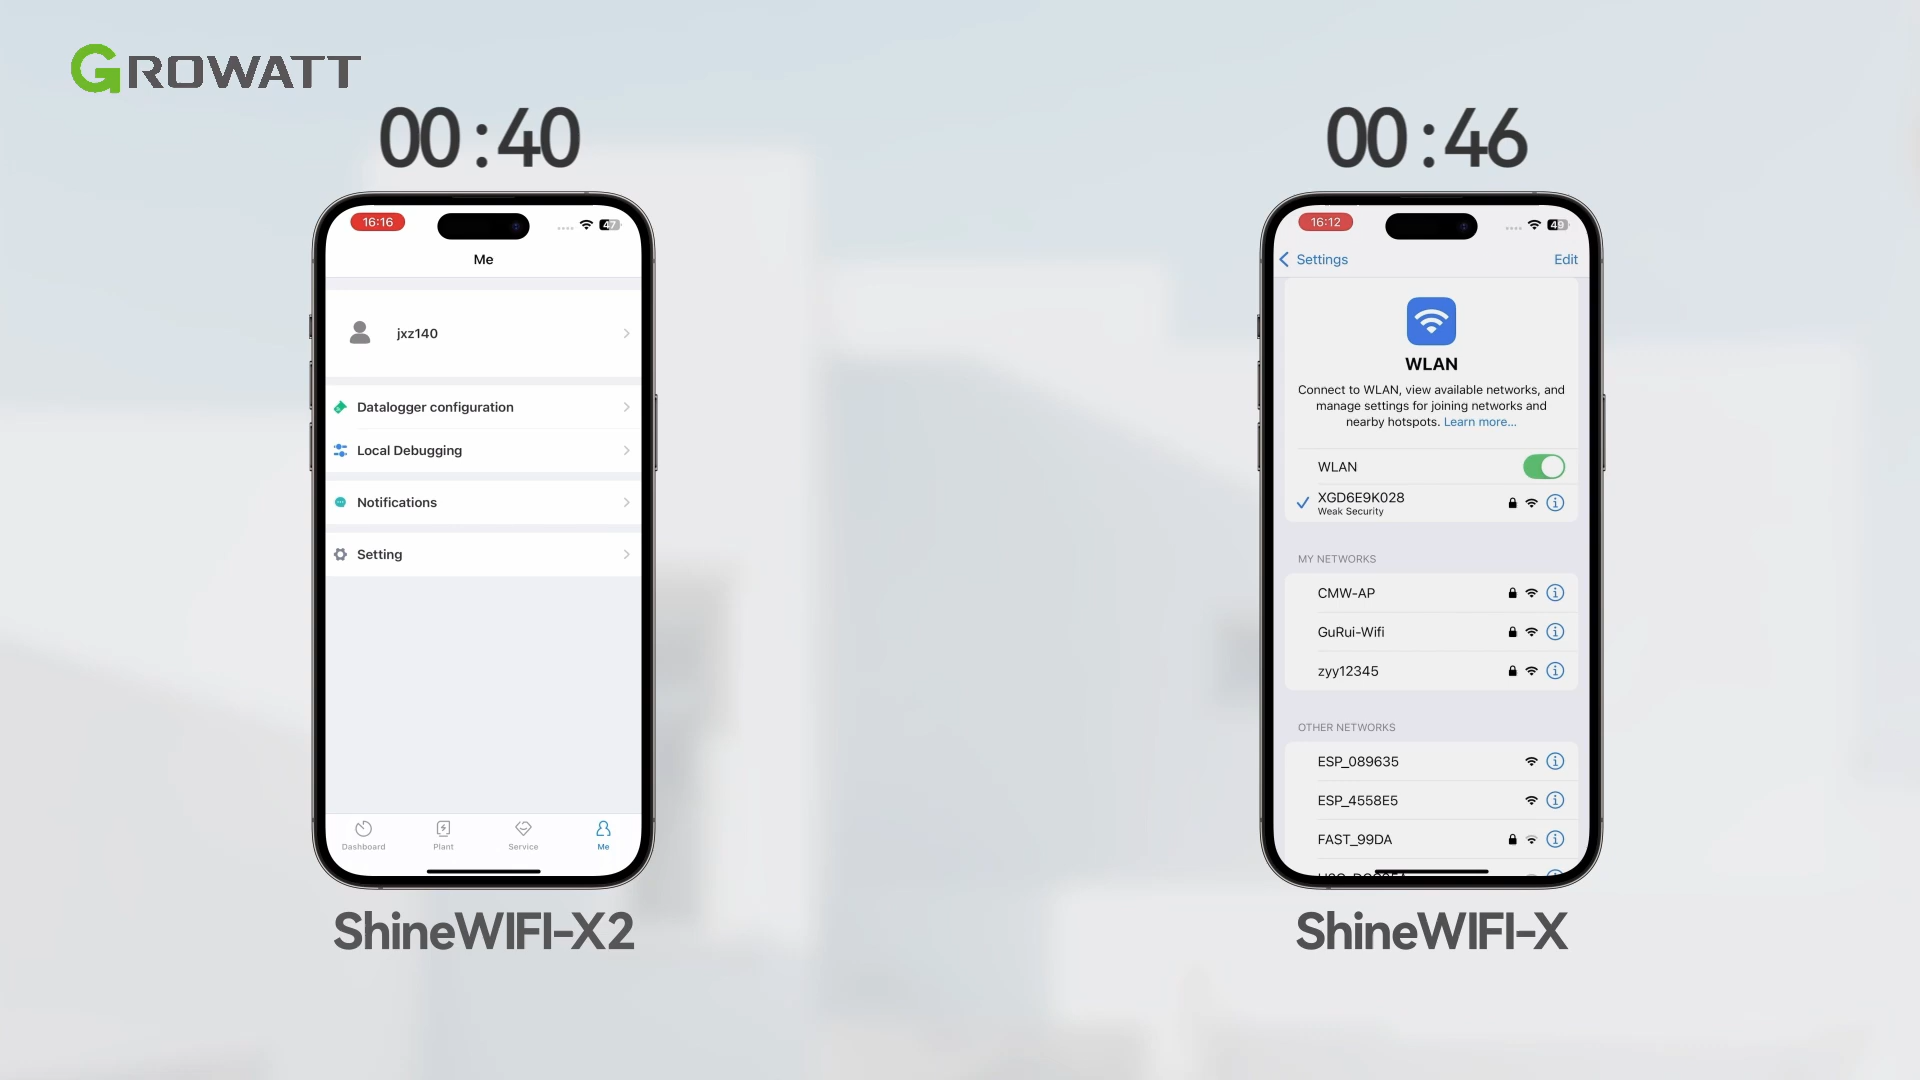 GROWATT
00:40
16:16
47
Me
jxz140
Datalogger configuration
Local Debugging
Notifications
Setting
Dashboard
Plant
Service
Me
ShineWIFI-X2
00:46
16:12
49
Settings
Edit
WLAN
Connect to WLAN, view available networks, and
manage settings for joining networks and
nearby hotspots. Learn more...
WLAN
XGD6E9K028
Weak Security
MY NETWORKS
CMW-AP
GuRui-Wifi
zyy12345
OTHER NETWORKS
ESP_089635
ESP_4558E5
FAST_99DA
ShineWIFI-X